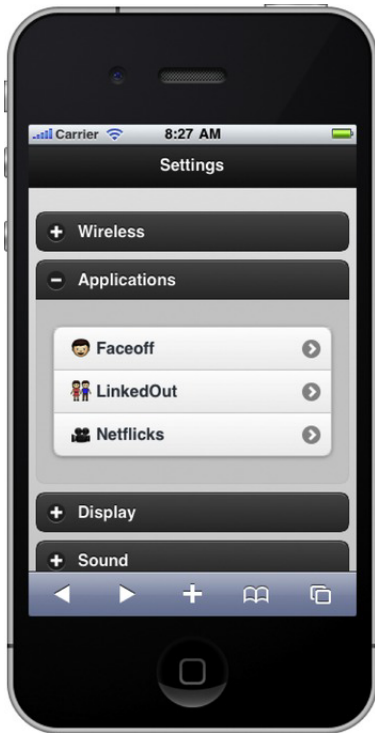 Carrier 8:27 AM
Settings
Wireless
Applications
Faceoff
LinkedOut
Netflicks
Display
Sound